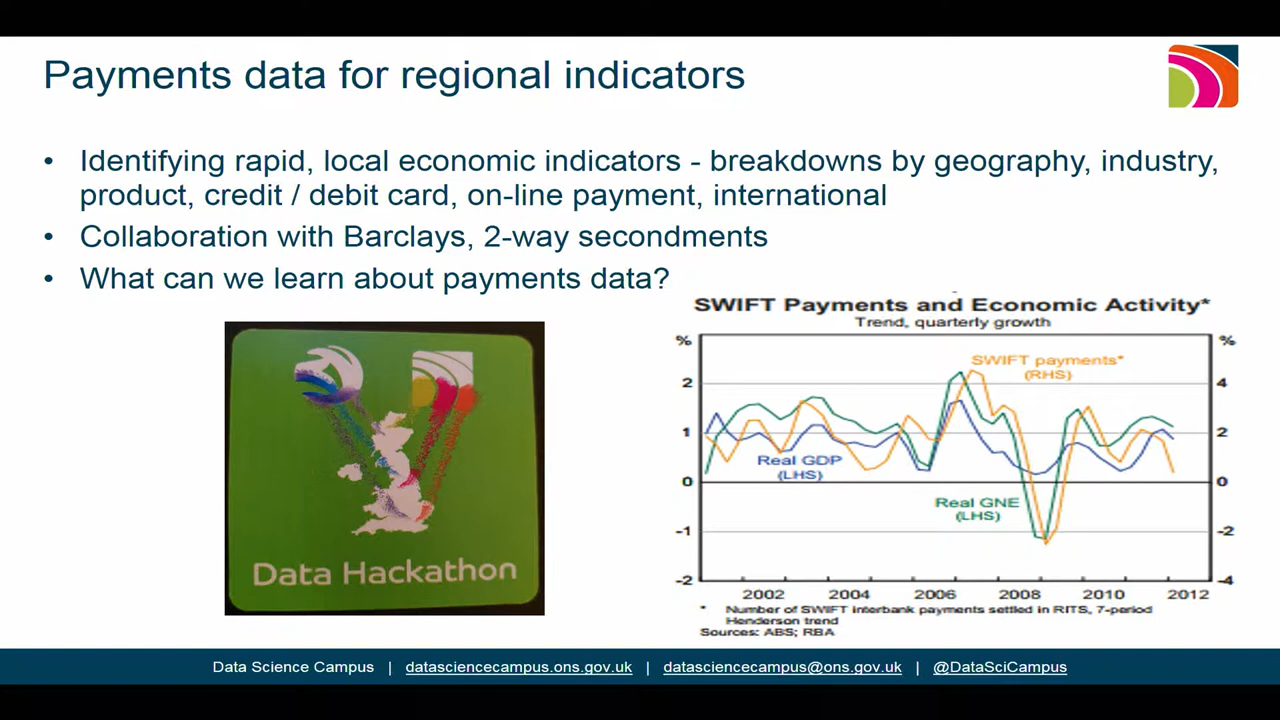 Payments data for regional indicators
• Identifying rapid, local economic indicators - breakdowns by geography, industry,
product, credit / debit card, on-line payment, international
• Collaboration with Barclays, 2-way secondments
• What can we learn about payments data?
Data Hackathon
SWIFT Payments and Economic Activity*
Trend, quarterly growth
% %
SWIFT payments*
(RHS)
2 4
1 2
Real GDP
(LHS)
0 0
Real GNE
(LHS)
-1 -2
-2 -4
2002 2004 2006 2008 2010 2012
* Number of SWIFT interbank payments settled in RITS, 7-period
Henderson trend
Sources: ABS; RBA
Data Science Campus | datasciencecampus.ons.gov.uk | datasciencecampus@ons.gov.uk | @DataSciCampus